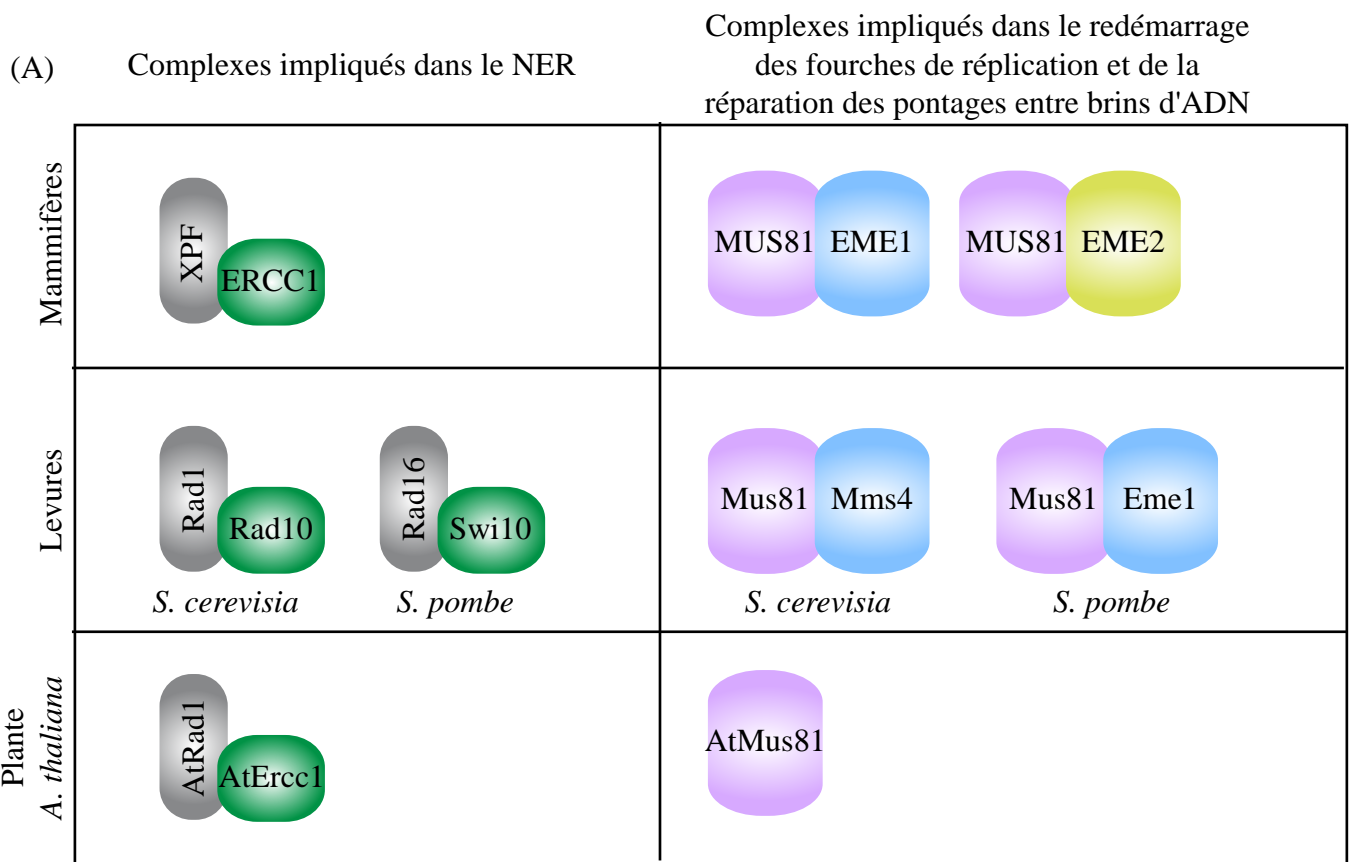 (A)
Complexes impliqués dans le NER
Complexes impliqués dans le redémarrage
des fourches de réplication et de la
réparation des pontages entre brins d'ADN
Mammifères
XPF
ERCC1
MUS81
EME1
MUS81
EME2
Levures
Rad1
Rad10
Rad16
Swi10
Mus81
Mms4
Mus81
Eme1
S. cerevisia
S. pombe
S. cerevisia
S. pombe
Plante
A. thaliana
AtRad1
AtErcc1
AtMus81